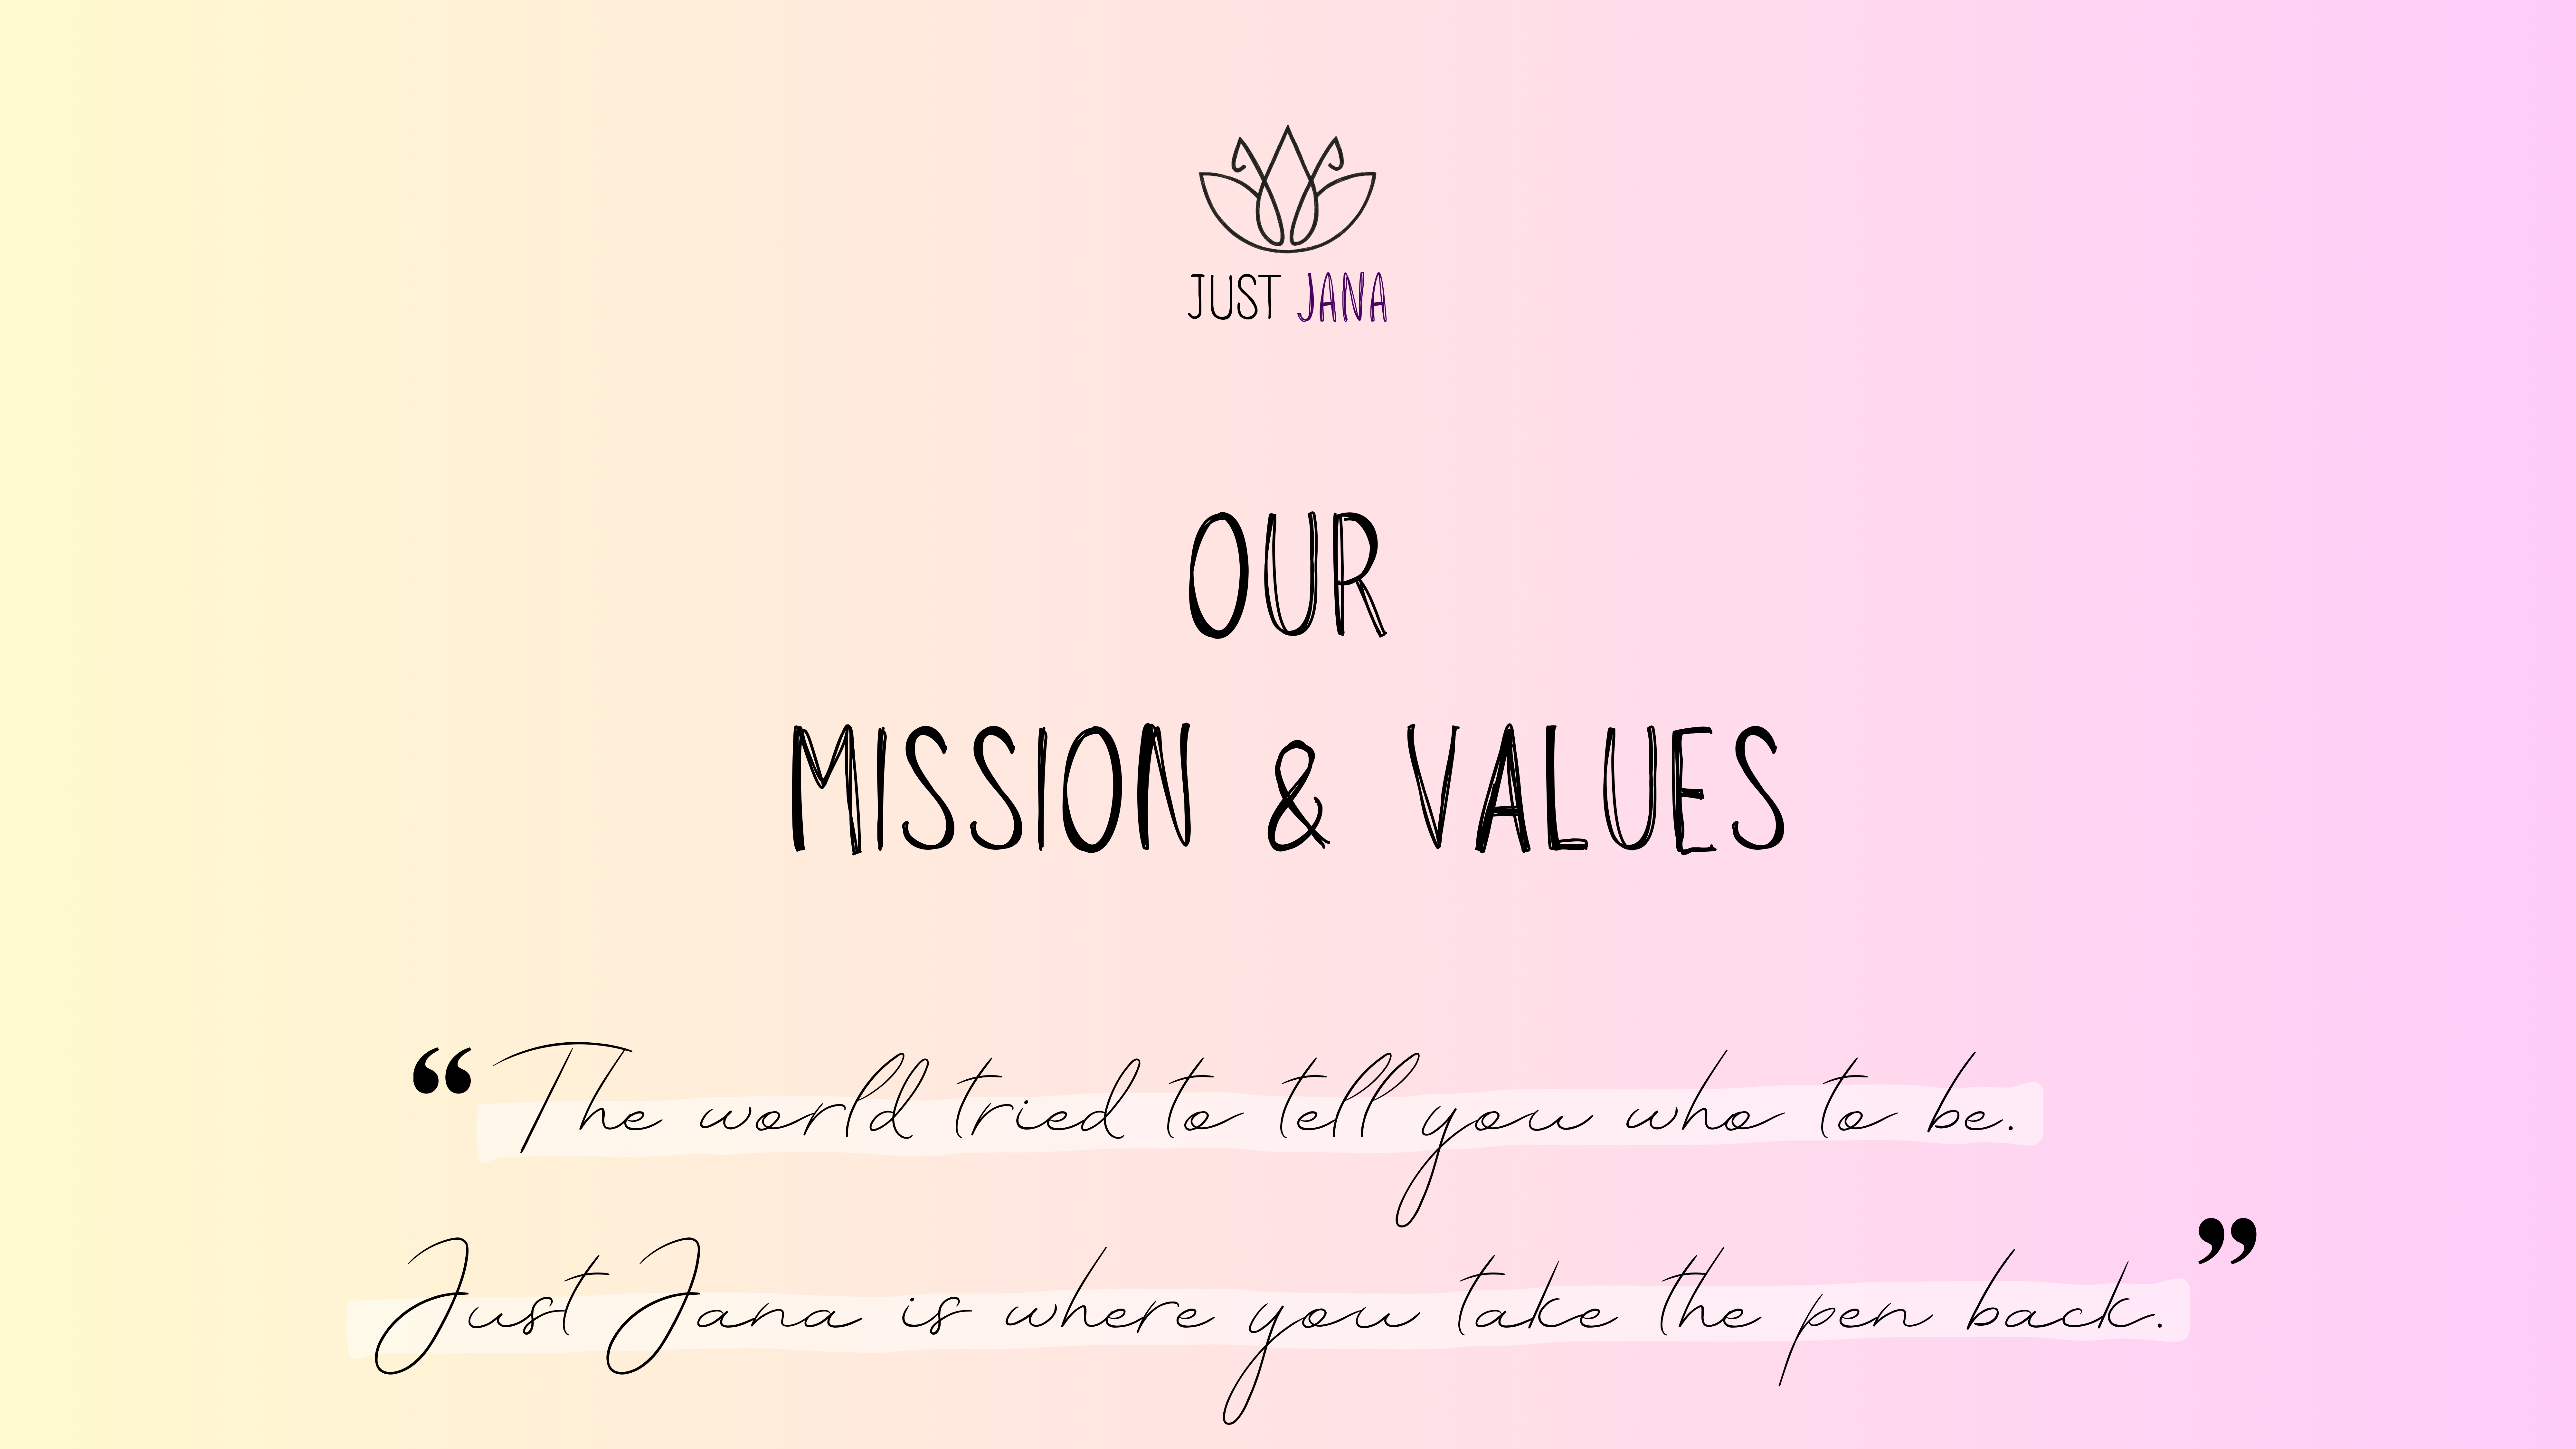 JUST JANA
OUR
MISSION & VALUES
“The world tried to tell you who to be.
Just Jana is where you take the pen back.”